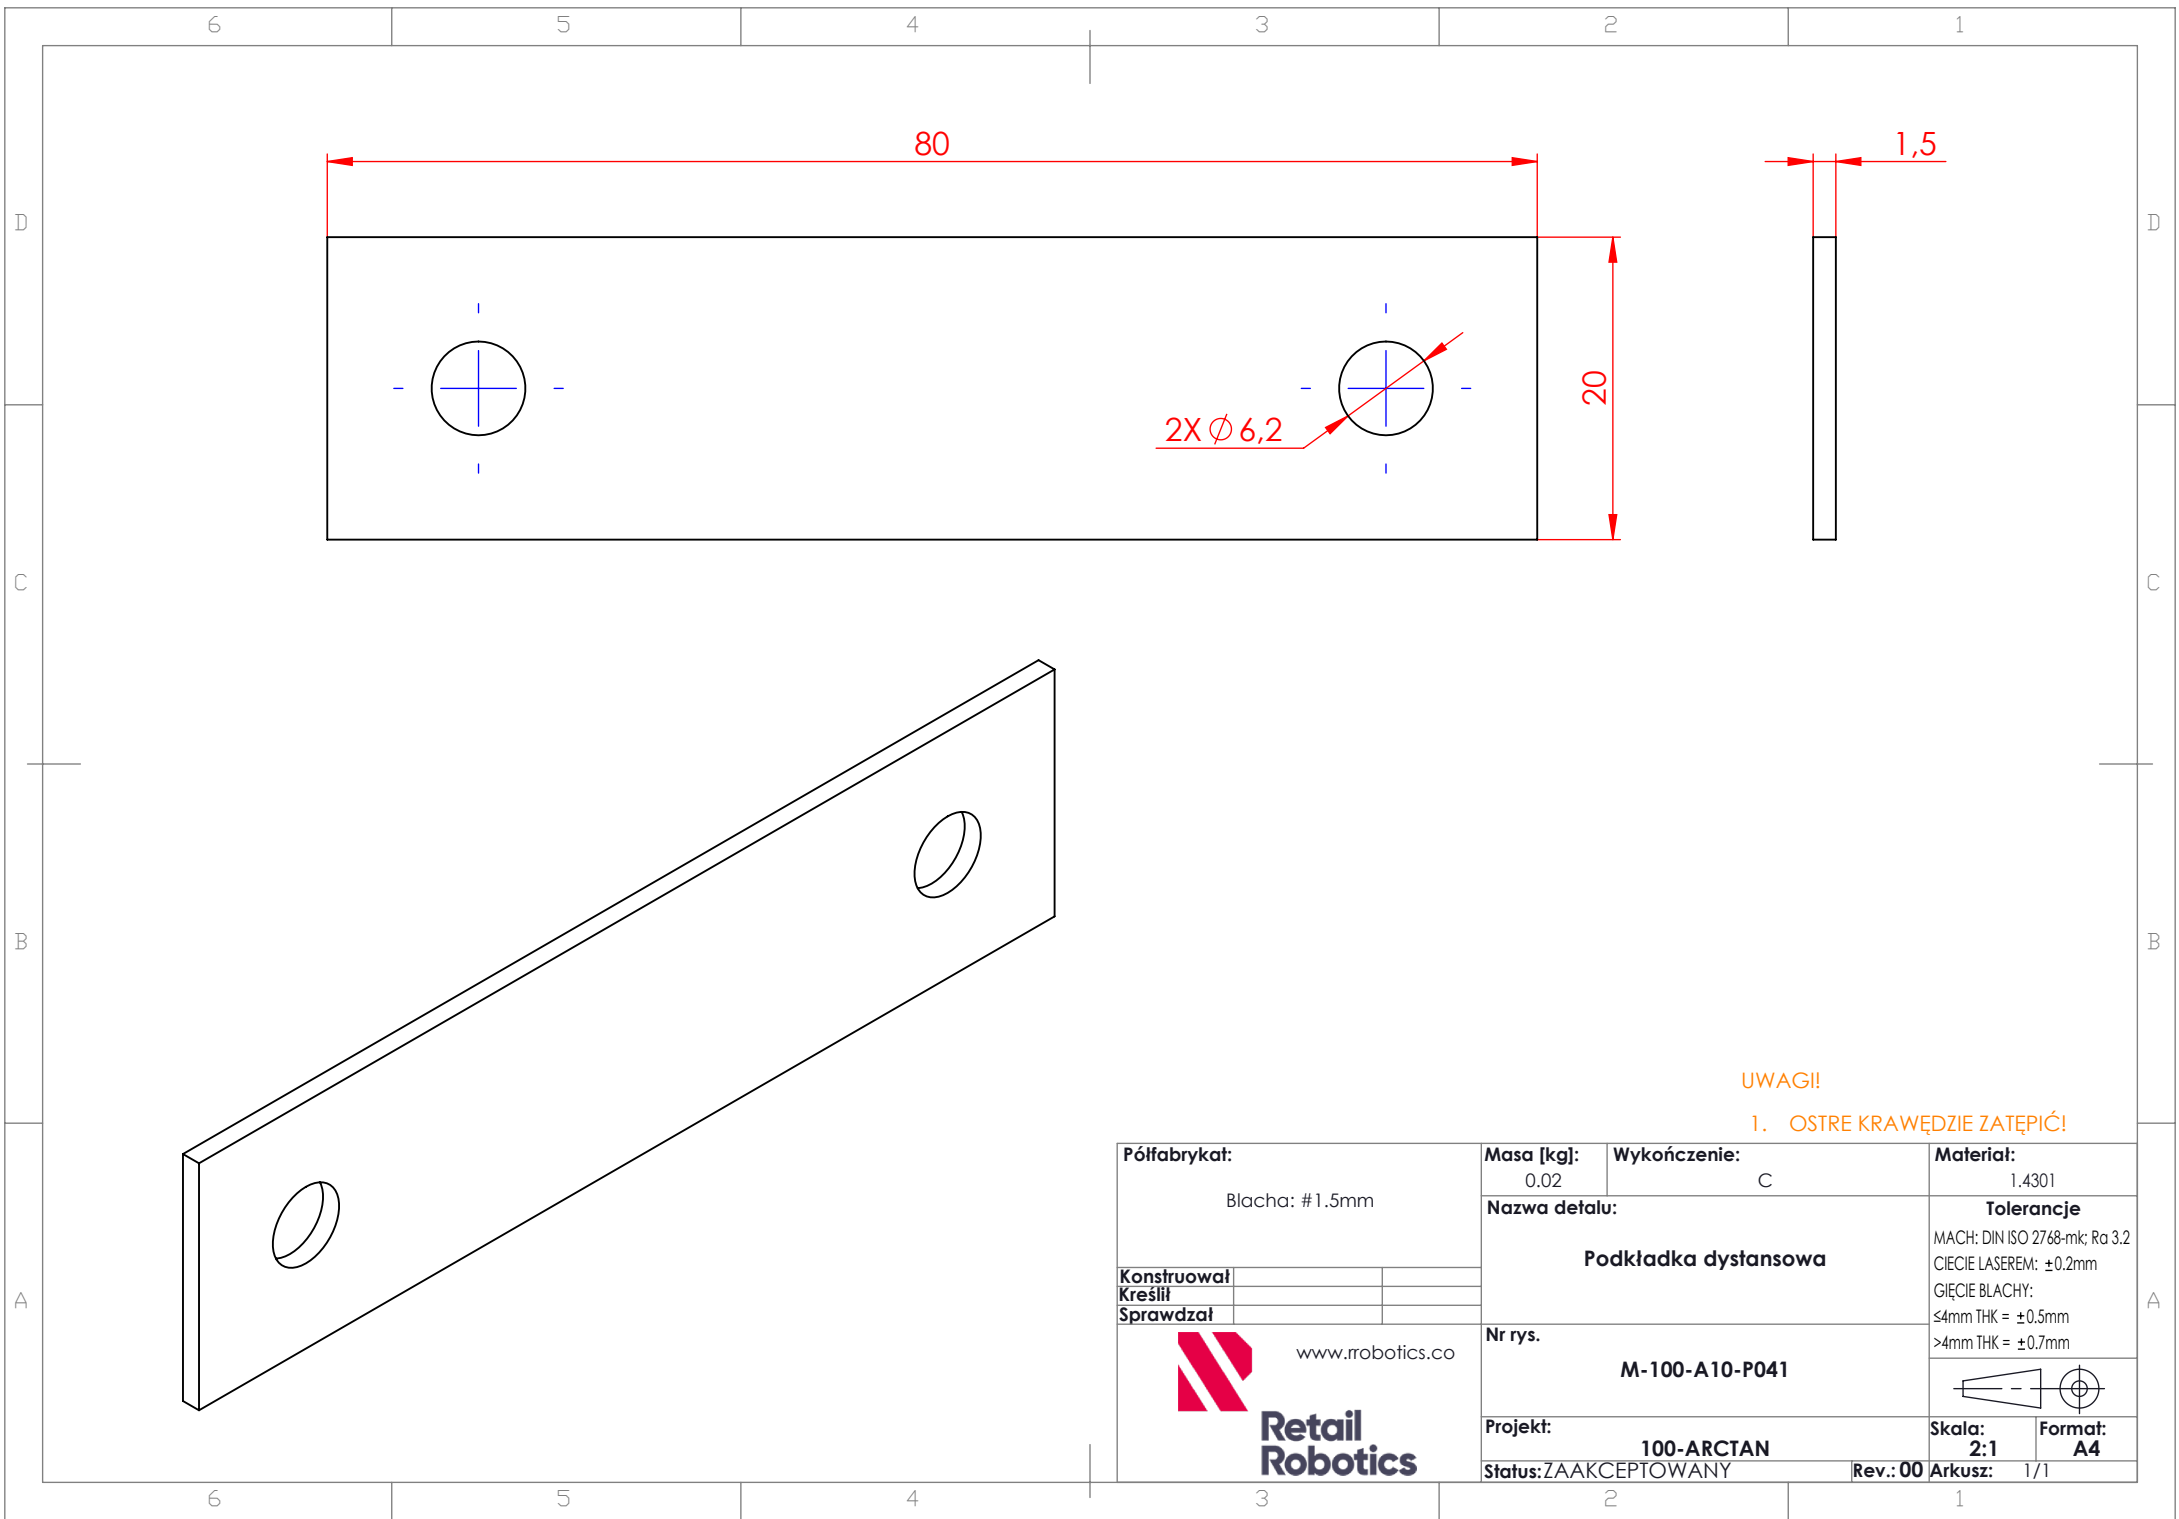 6 5 4 3 2 1
80
1,5
D D
20
2X Ø 6,2
C C
B B
UWAGI!
1. OSTRE KRAWĘDZIE ZATĘPIĆ!
Półfabrykat:
Blacha: #1.5mm
Masa [kg]:
0.02
Wykończenie:
C
Materiał:
1.4301
Nazwa detalu:
Podkładka dystansowa
Tolerancje
MACH: DIN ISO 2768-mk; Ra 3.2
CIECIE LASEREM: ±0.2mm
GIĘCIE BLACHY:
≤4mm THK = ±0.5mm
>4mm THK = ±0.7mm
Konstruował
Kreślił
Sprawdzał
A A
www.rrobotics.co
Retail
Robotics
Nr rys.
M-100-A10-P041
Projekt:
100-ARCTAN
Skala:
2:1
Format:
A4
Status: ZAAKCEPTOWANY
Rev.: 00
Arkusz: 1/1
6 5 4 3 2 1